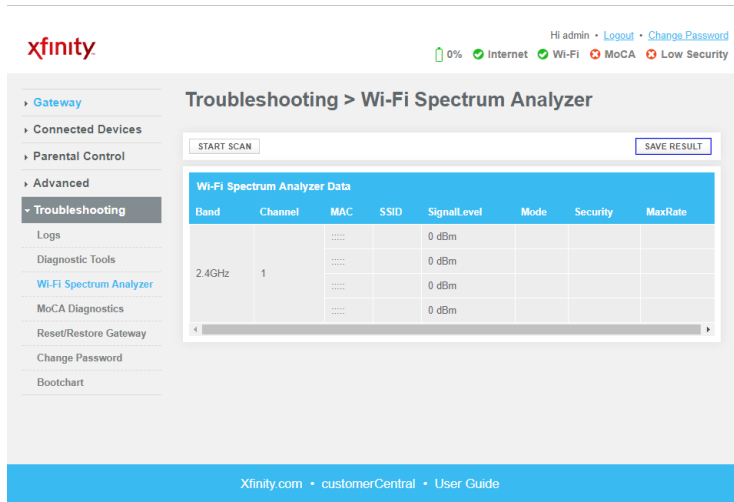 xfinity
Hi admin • Logout • Change Password
0% Internet Wi-Fi MoCA Low Security
Gateway
Connected Devices
Parental Control
Advanced
Troubleshooting
Logs
Diagnostic Tools
Wi-Fi Spectrum Analyzer
MoCA Diagnostics
Reset/Restore Gateway
Change Password
Bootchart
Troubleshooting > Wi-Fi Spectrum Analyzer
START SCAN SAVE RESULT
Wi-Fi Spectrum Analyzer Data
Band Channel MAC SSID SignalLevel Mode Security MaxRate
2.4GHz 1
::::: 0 dBm
::::: 0 dBm
::::: 0 dBm
::::: 0 dBm
Xfinity.com • customerCentral • User Guide